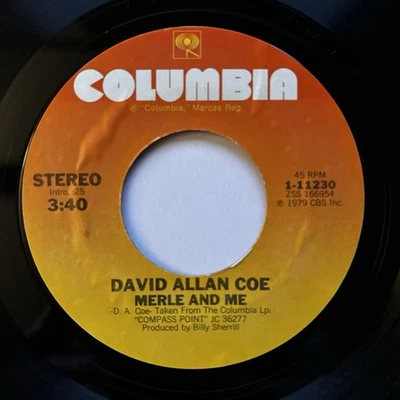 COLUMBIA
® "Columbia," Marcas Reg.
STEREO
Intro. :25
3:40
45 RPM
1-11230
ZSS 166954
℗ 1979 CBS Inc.
DAVID ALLAN COE
MERLE AND ME
-D. A. Coe- Taken From The Columbia Lp:
"COMPASS POINT" JC 36277
Produced by Billy Sherrill